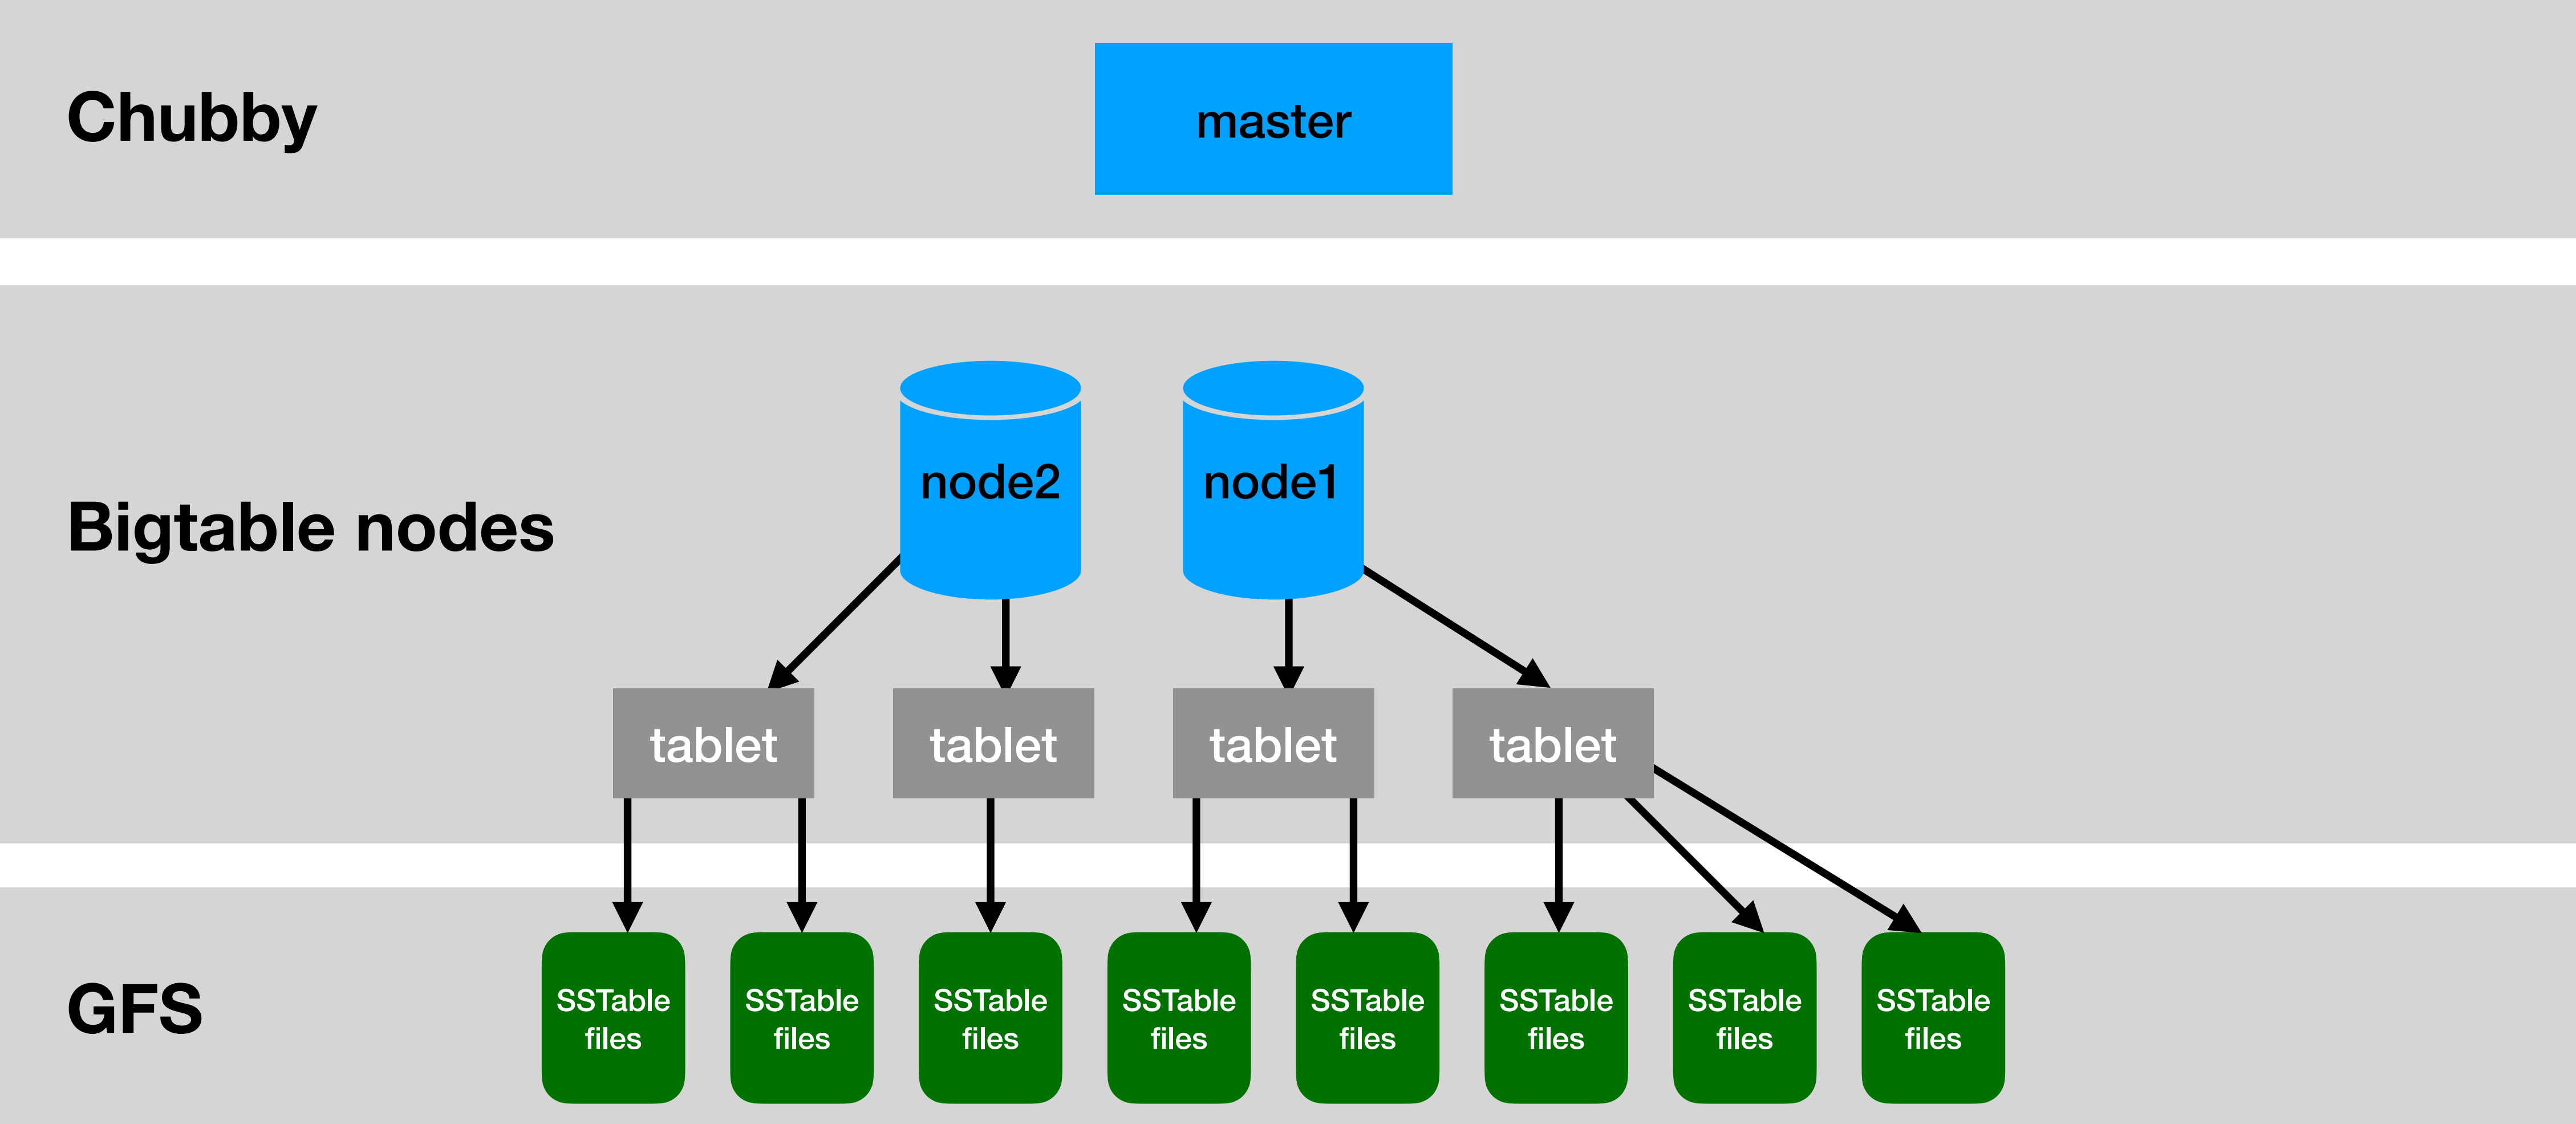 Chubby
master
Bigtable nodes
node2
node1
tablet
tablet
tablet
tablet
GFS
SSTable
files
SSTable
files
SSTable
files
SSTable
files
SSTable
files
SSTable
files
SSTable
files
SSTable
files